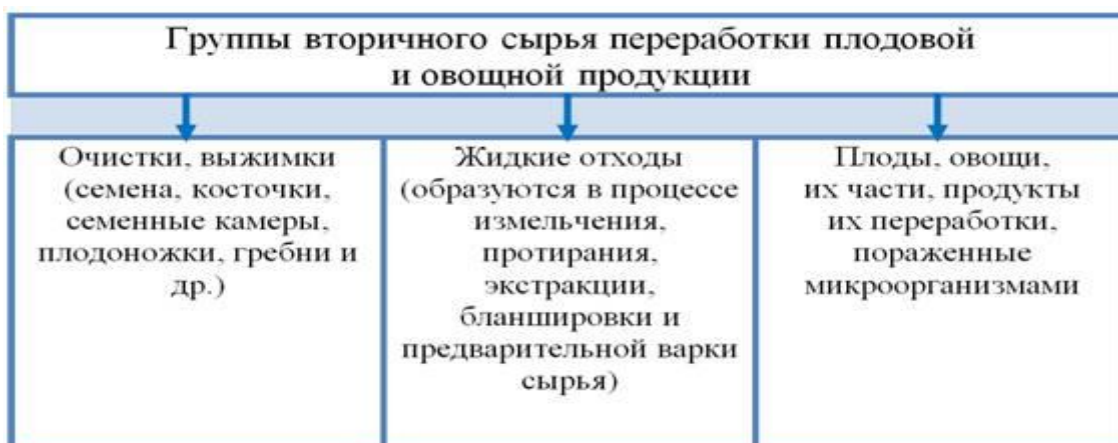 Группы вторичного сырья переработки плодовой
и овощной продукции
Очистки, выжимки
(семена, косточки,
семенные камеры,
плодоножки, гребни и
др.)
Жидкие отходы
(образуются в процессе
измельчения,
протирания,
экстракции,
бланшировки и
предварительной варки
сырья)
Плоды, овощи,
их части, продукты
их переработки,
пораженные
микроорганизмами